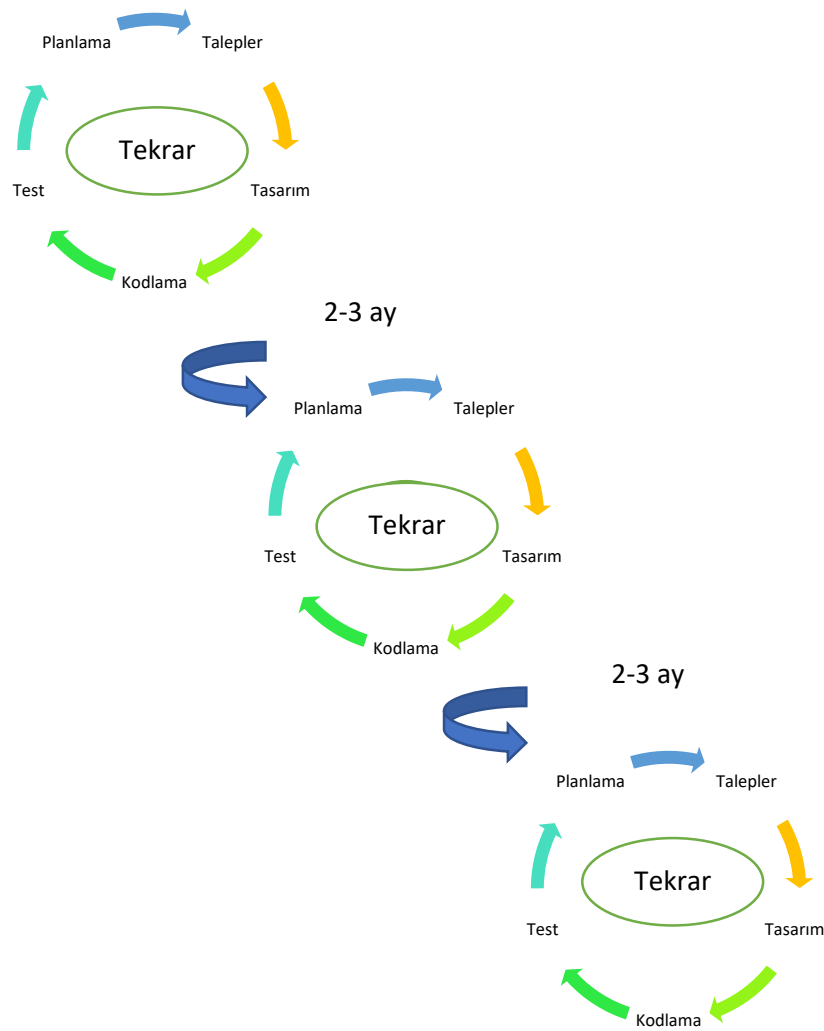 Planlama
Talepler
Tekrar
Test
Tasarım
Kodlama
2-3 ay
Planlama
Talepler
Tekrar
Test
Tasarım
Kodlama
2-3 ay
Planlama
Talepler
Tekrar
Test
Tasarım
Kodlama